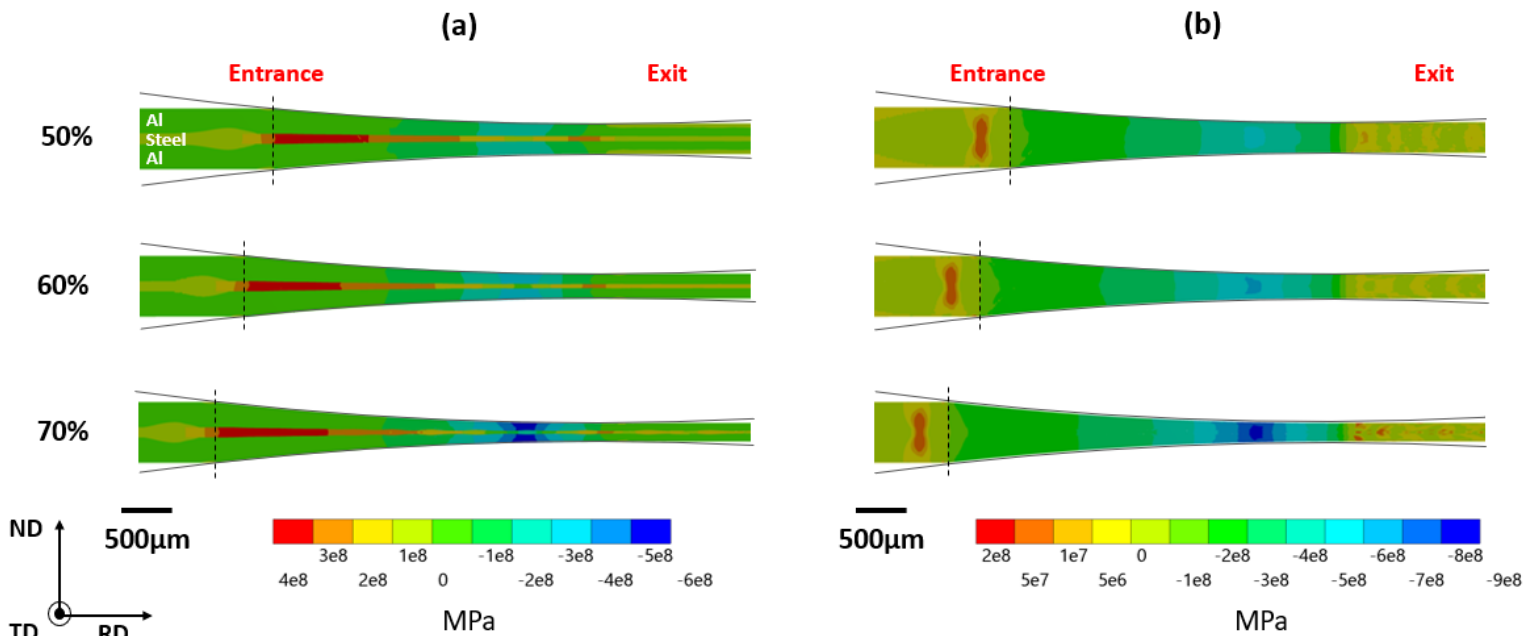 (a) (b)
Entrance Exit Entrance Exit
50%
Al
Steel
Al
60%
70%
ND
500μm 500μm
3e8 1e8 -1e8 -3e8 -5e8 2e8 1e7 0 -2e8 -4e8 -6e8 -8e8
4e8 2e8 0 -2e8 -4e8 -6e8 5e7 5e6 -1e8 -3e8 -5e8 -7e8 -9e8
MPa MPa
TD RD